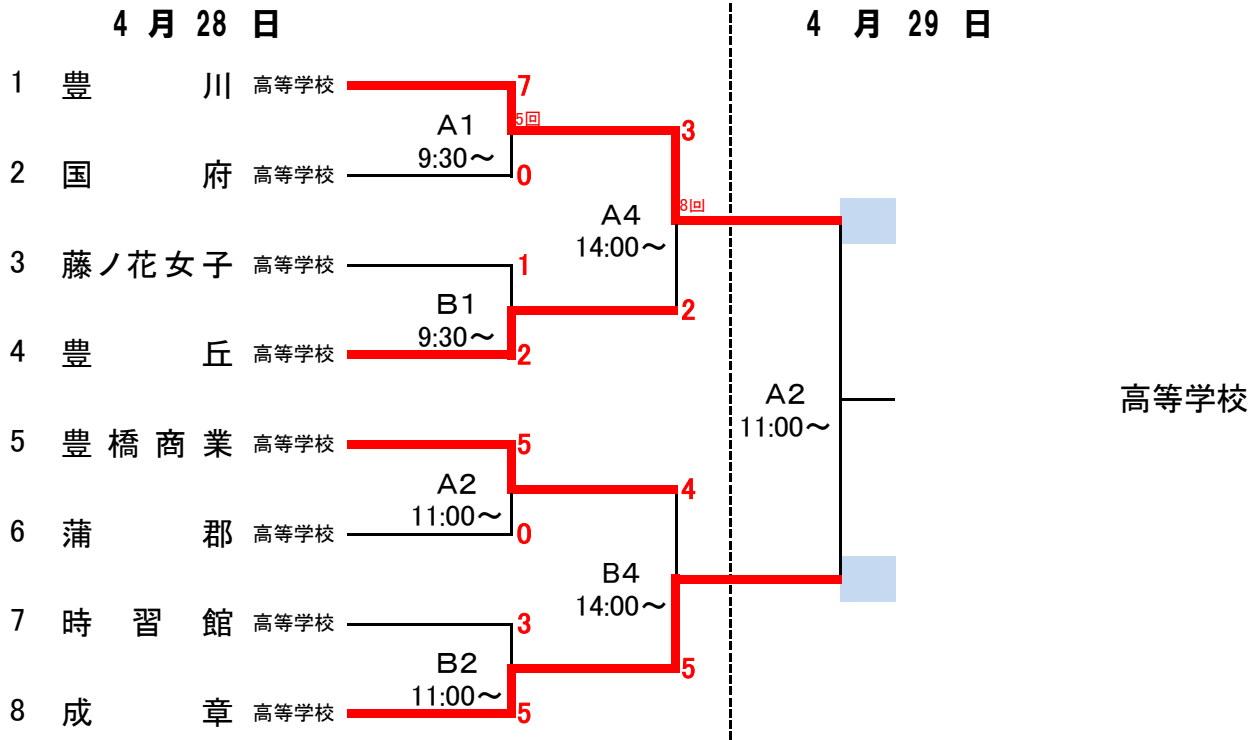 4 月 28 日
4 月 29 日
1 豊川 高等学校 7
A1 5回 3
9:30～
2 国府 高等学校 0
A4 8回
14:00～
3 藤ノ花女子 高等学校 1
B1 2
9:30～
4 豊丘 高等学校 2
A2 高等学校
11:00～
5 豊橋商業 高等学校 5
A2 4
11:00～
6 蒲郡 高等学校 0
B4
14:00～
7 時習館 高等学校 3
B2 5
11:00～
8 成章 高等学校 5